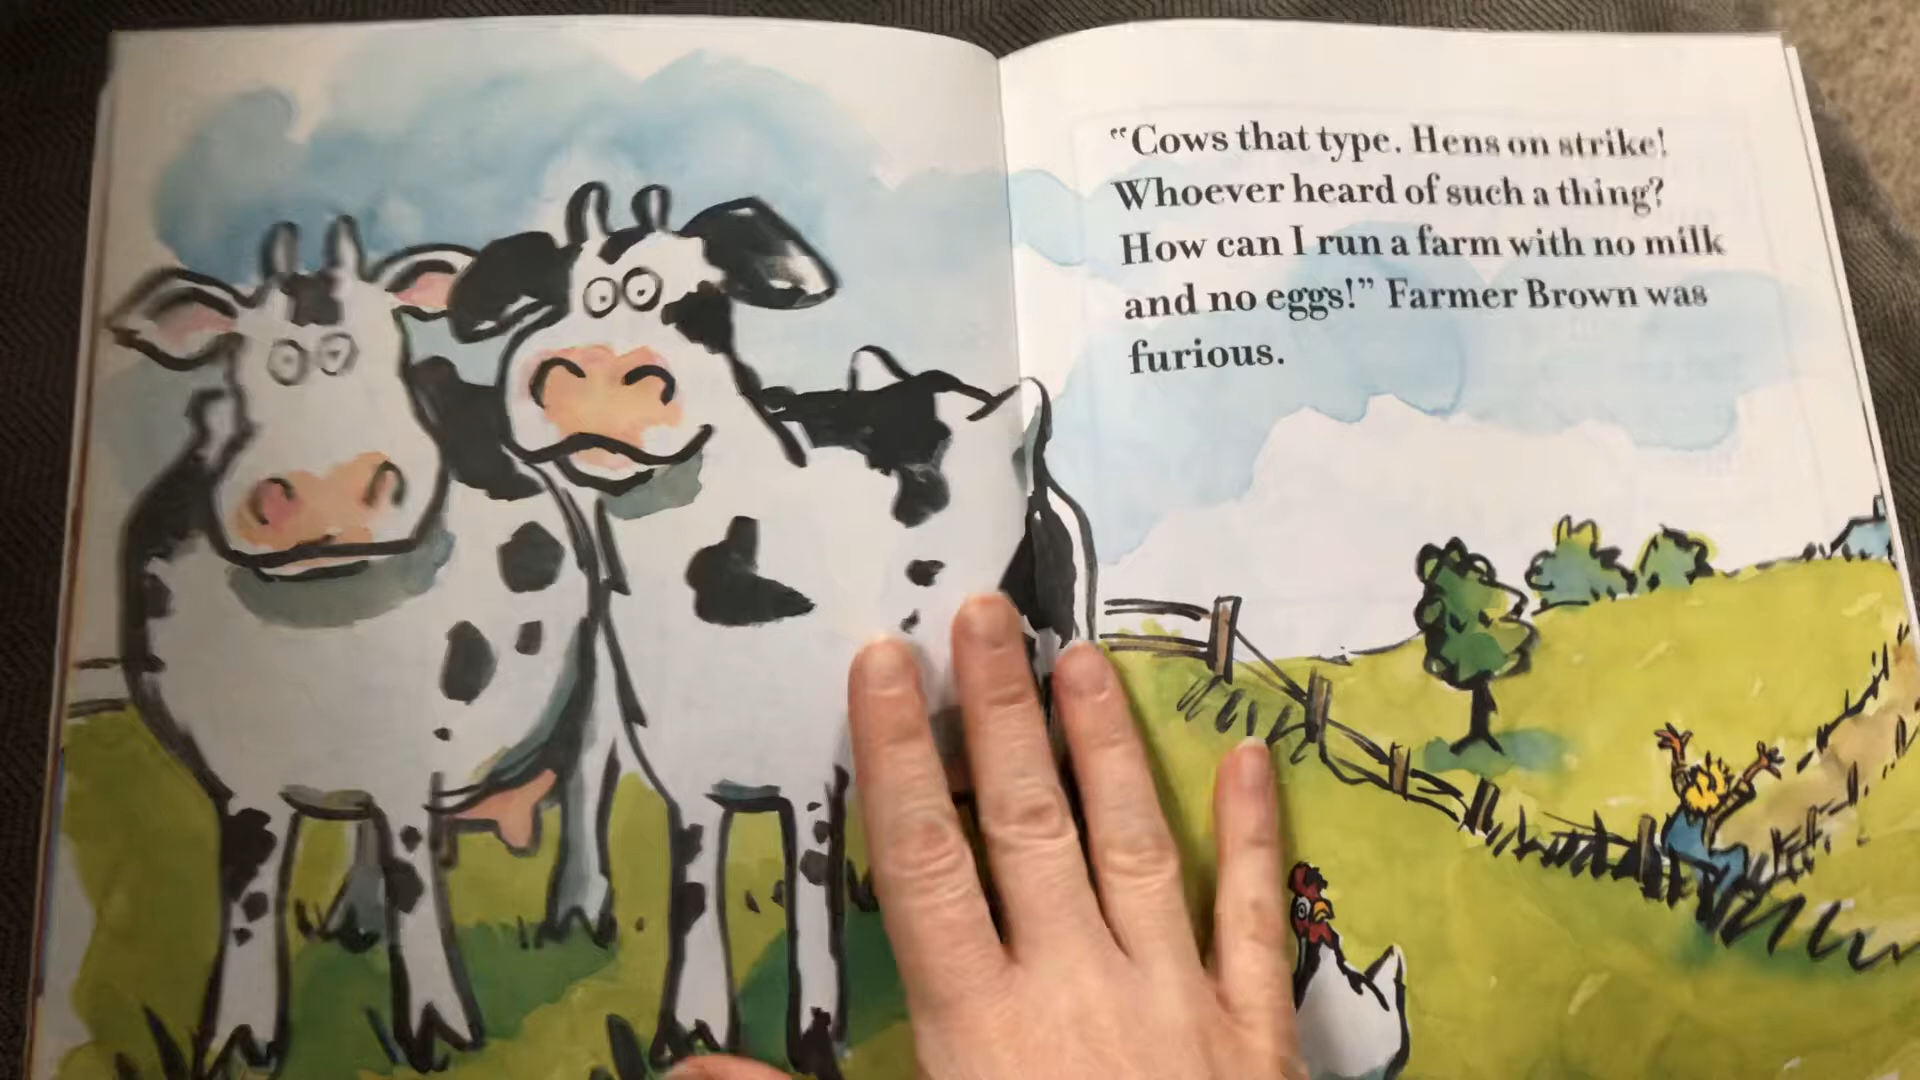 “Cows that type. Hens on strike!
Whoever heard of such a thing?
How can I run a farm with no milk
and no eggs!” Farmer Brown was
furious.